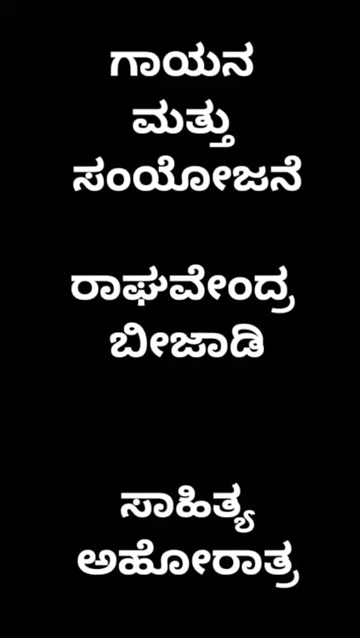 ಗಾಯನ
ಮತ್ತು
ಸಂಯೋಜನೆ
ರಾಘವೇಂದ್ರ
ಬೀಜಾಡಿ
ಸಾಹಿತ್ಯ
ಅಹೋರಾತ್ರ